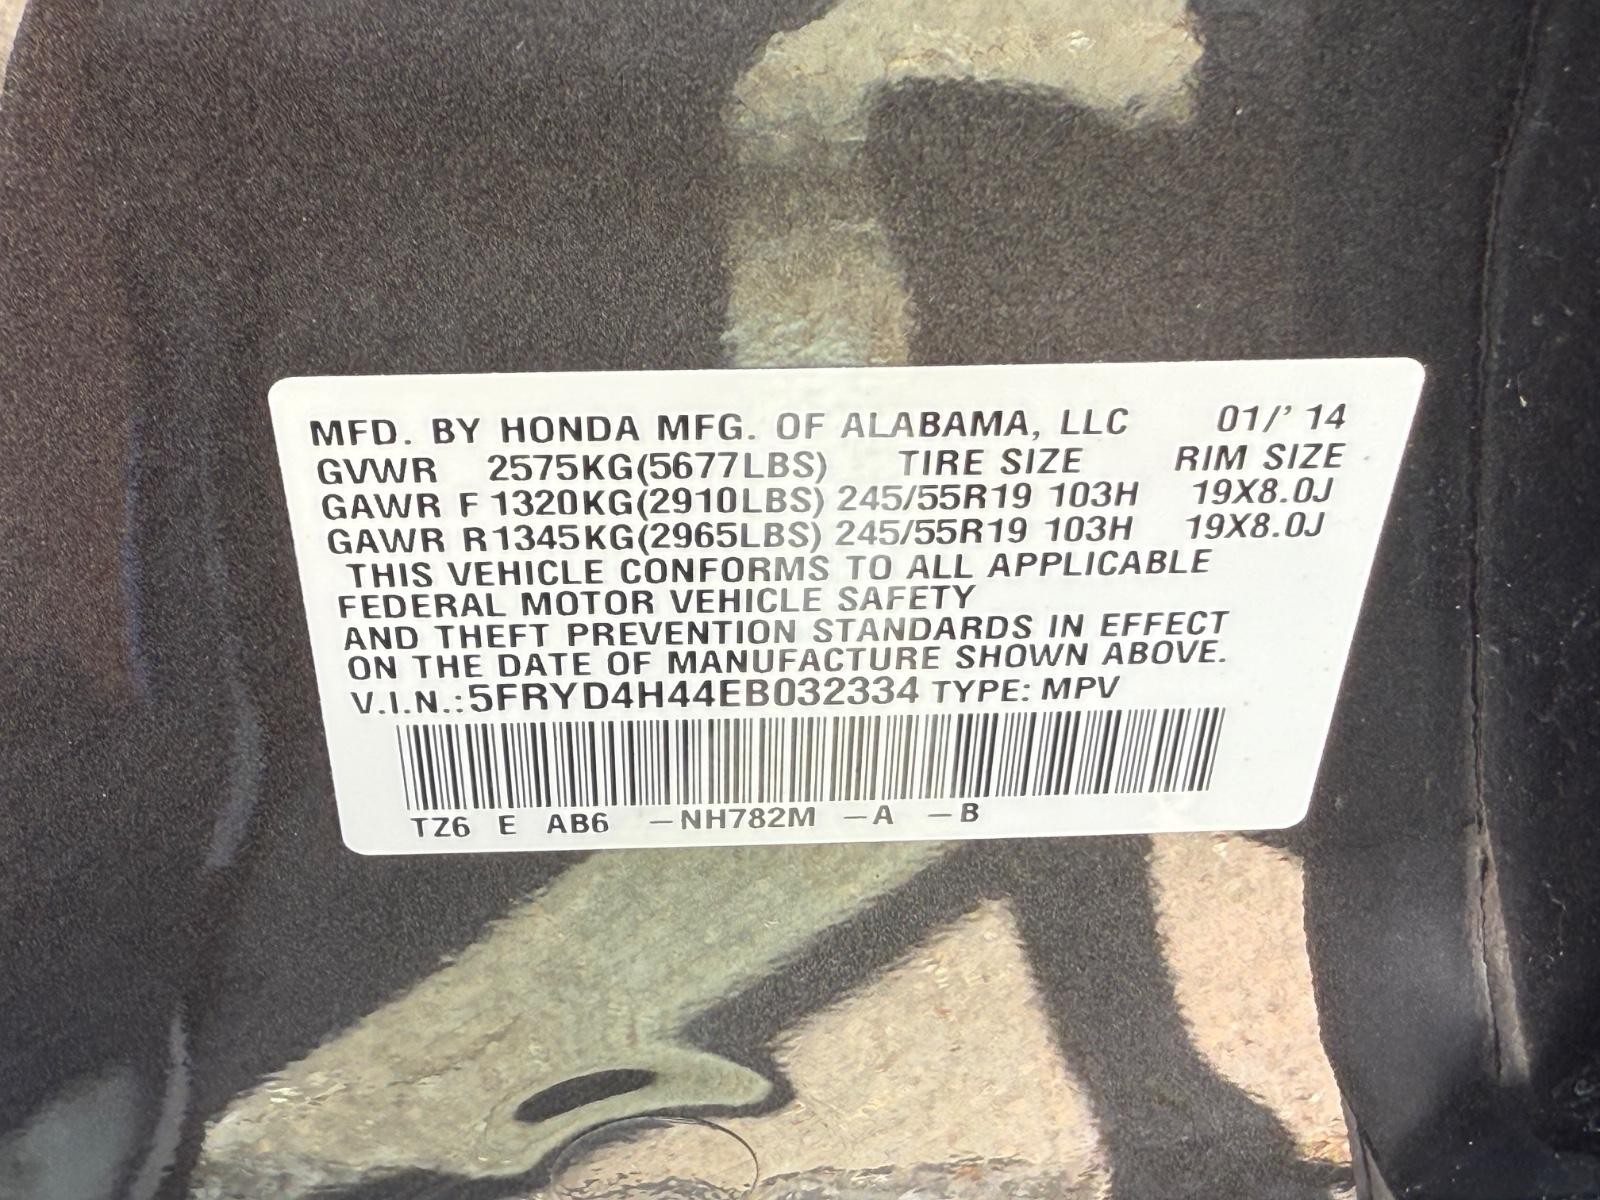 MFD. BY HONDA MFG. OF ALABAMA, LLC 01/' 14
GVWR 2575KG(5677LBS) TIRE SIZE RIM SIZE
GAWR F 1320KG(2910LBS) 245/55R19 103H 19X8.0J
GAWR R 1345KG(2965LBS) 245/55R19 103H 19X8.0J
THIS VEHICLE CONFORMS TO ALL APPLICABLE
FEDERAL MOTOR VEHICLE SAFETY
AND THEFT PREVENTION STANDARDS IN EFFECT
ON THE DATE OF MANUFACTURE SHOWN ABOVE.
V.I.N.: 5FRYD4H44EB032334 TYPE: MPV
TZ6 E AB6 —NH782M —A —B